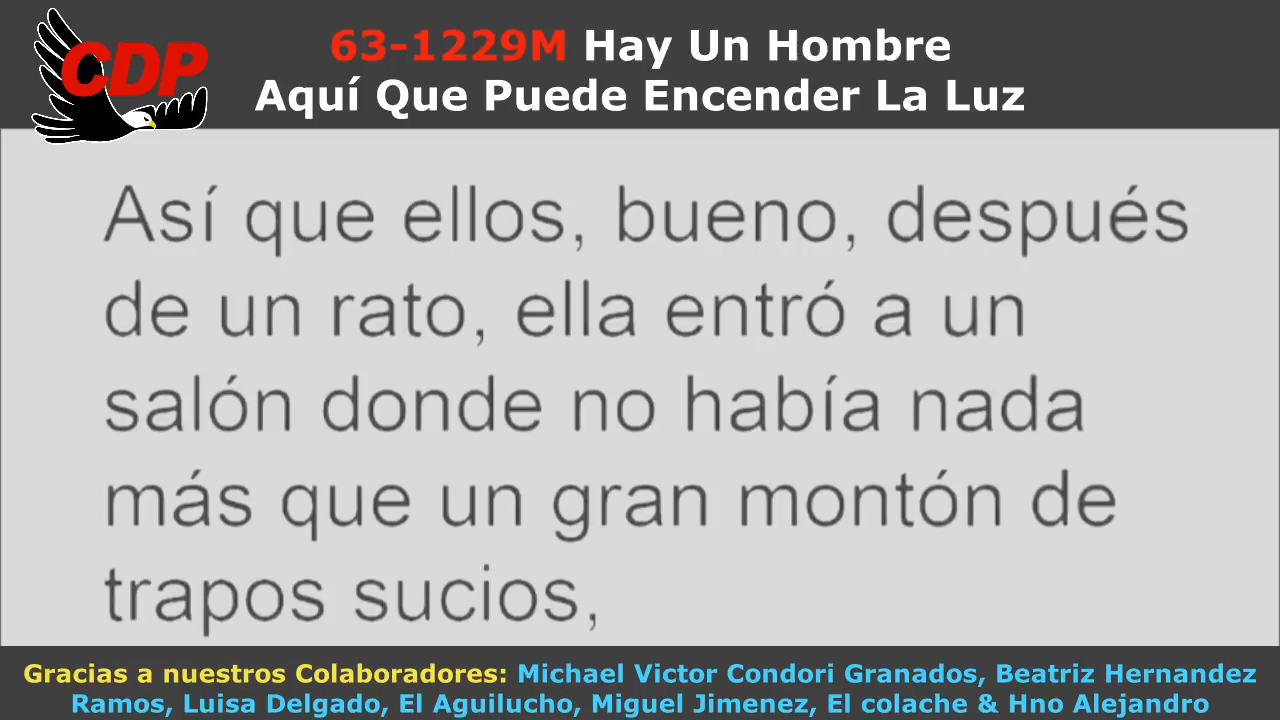 CDP
63-1229M Hay Un Hombre
Aquí Que Puede Encender La Luz
Así que ellos, bueno, después
de un rato, ella entró a un
salón donde no había nada
más que un gran montón de
trapos sucios,
Gracias a nuestros Colaboradores: Michael Victor Condori Granados, Beatriz Hernandez
Ramos, Luisa Delgado, El Aguilucho, Miguel Jimenez, El colache & Hno Alejandro